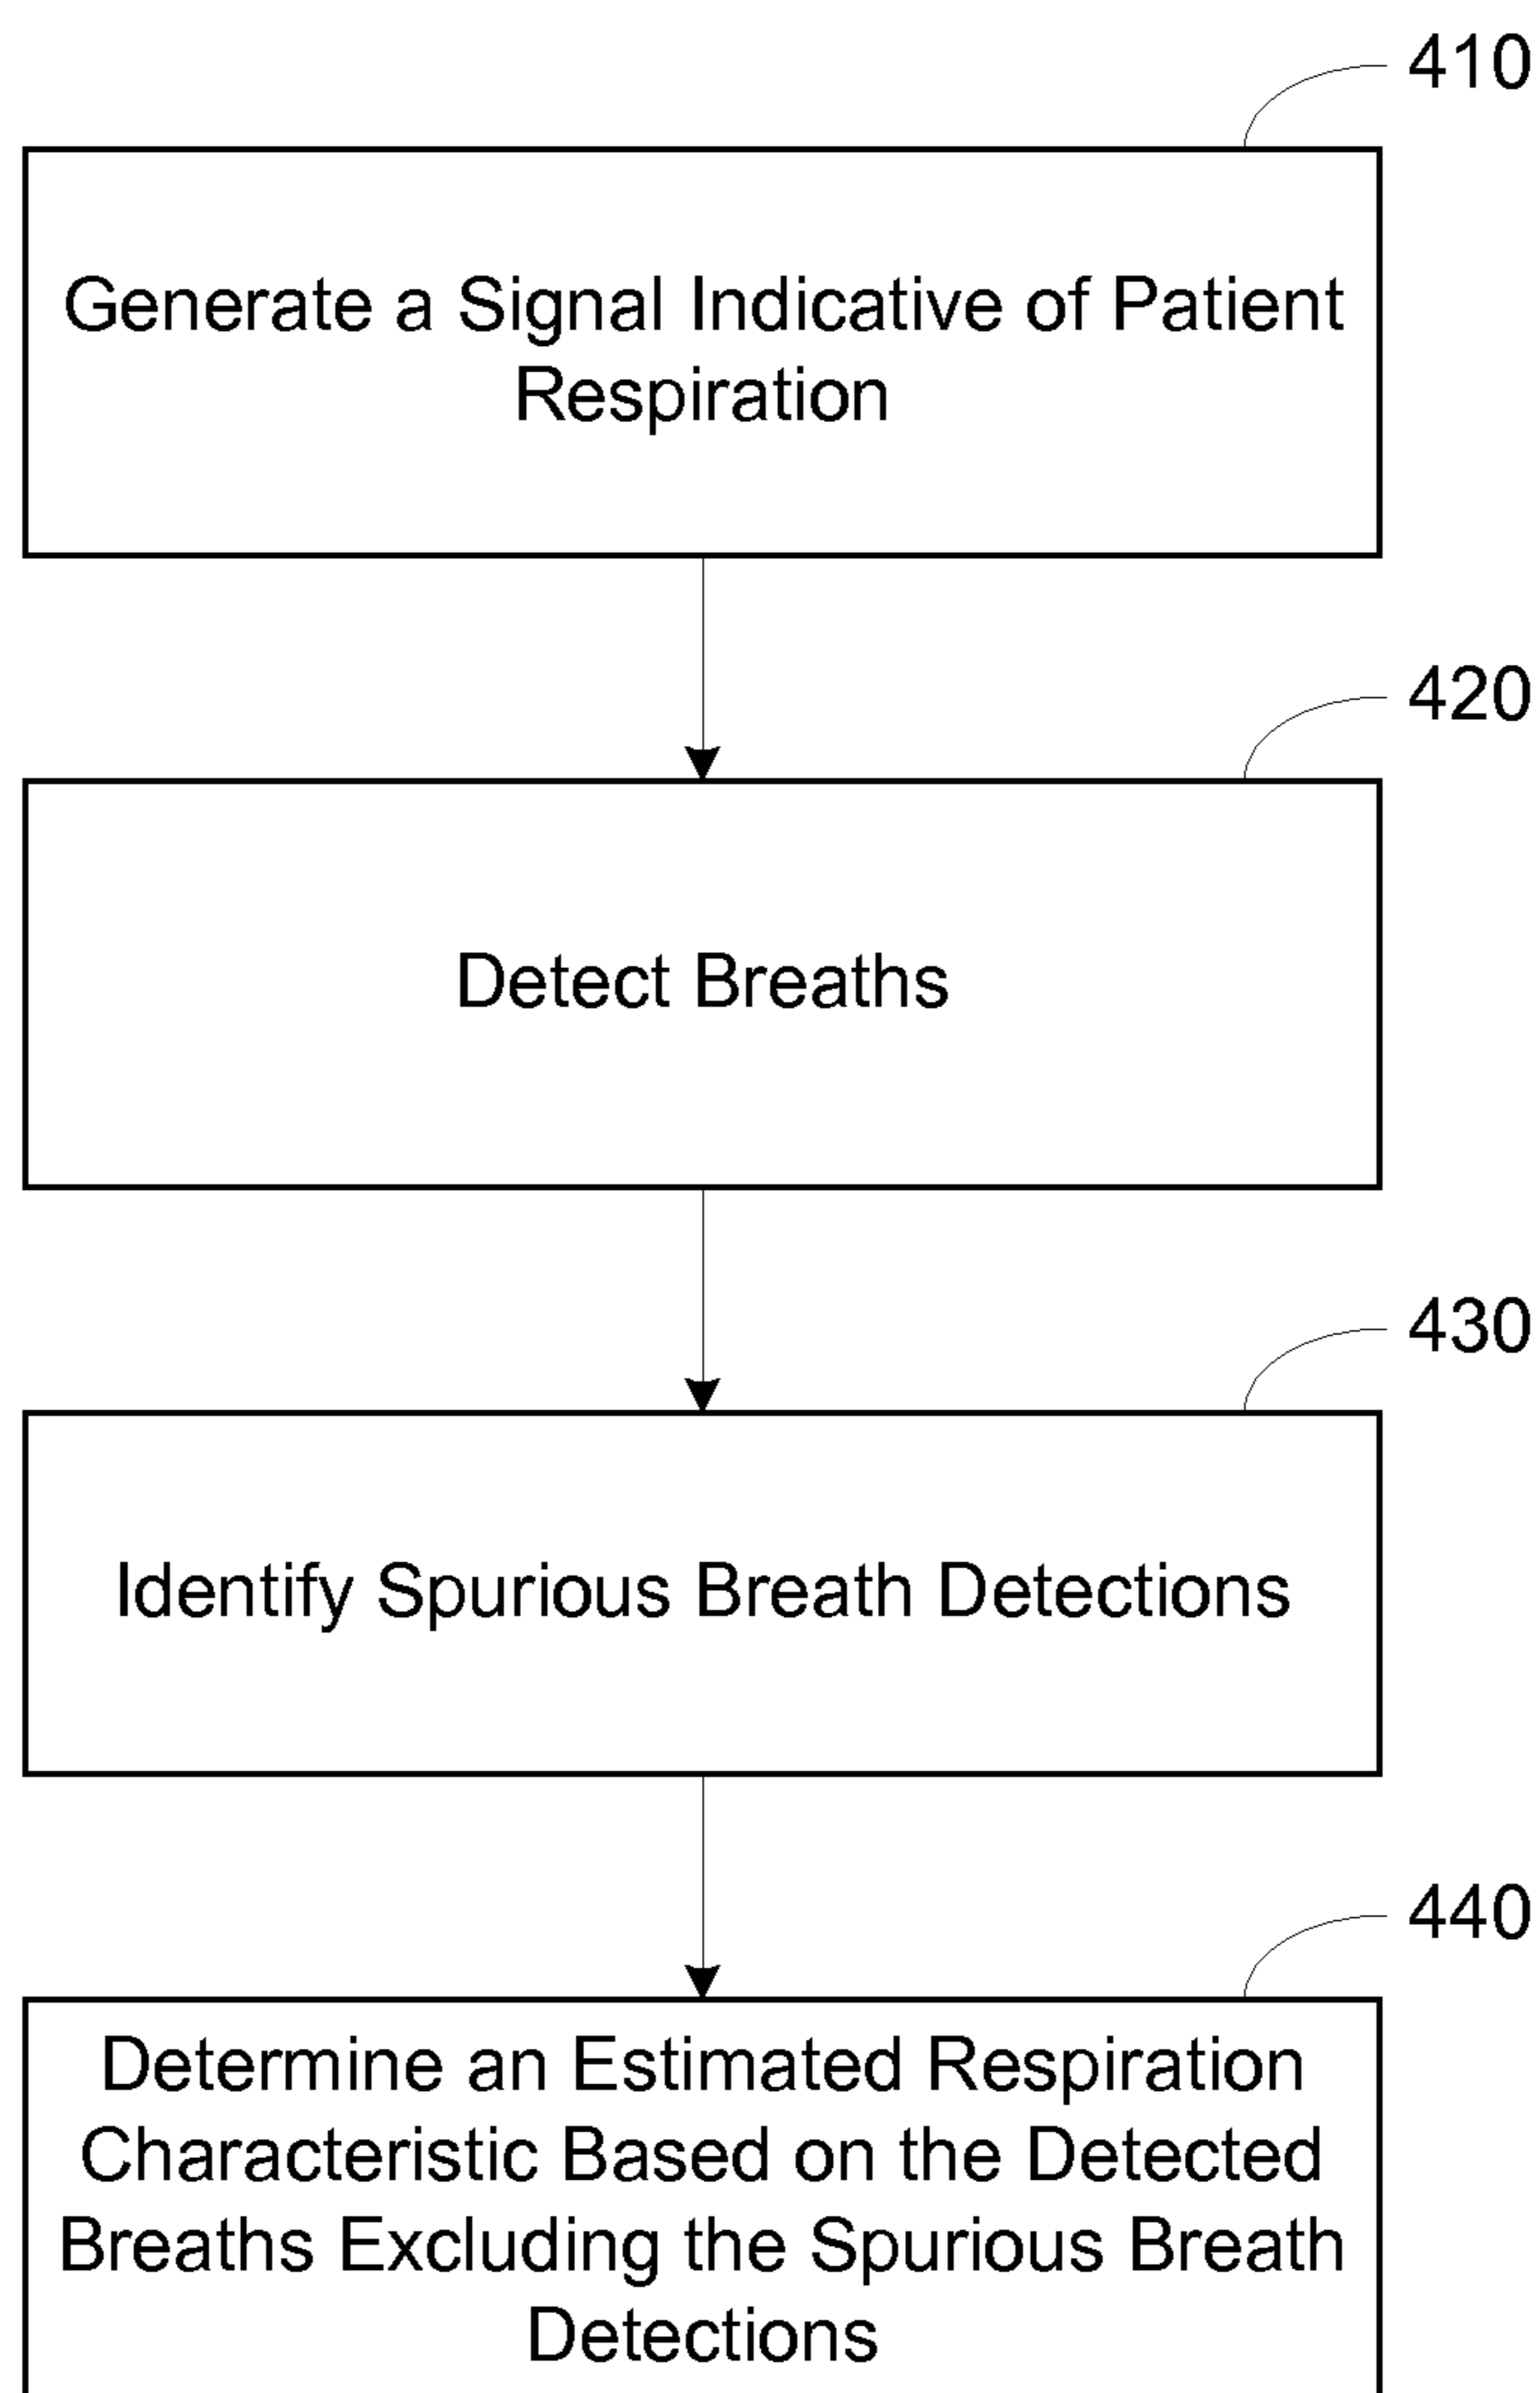 410
Generate a Signal Indicative of Patient
Respiration
420
Detect Breaths
430
Identify Spurious Breath Detections
440
Determine an Estimated Respiration
Characteristic Based on the Detected
Breaths Excluding the Spurious Breath
Detections